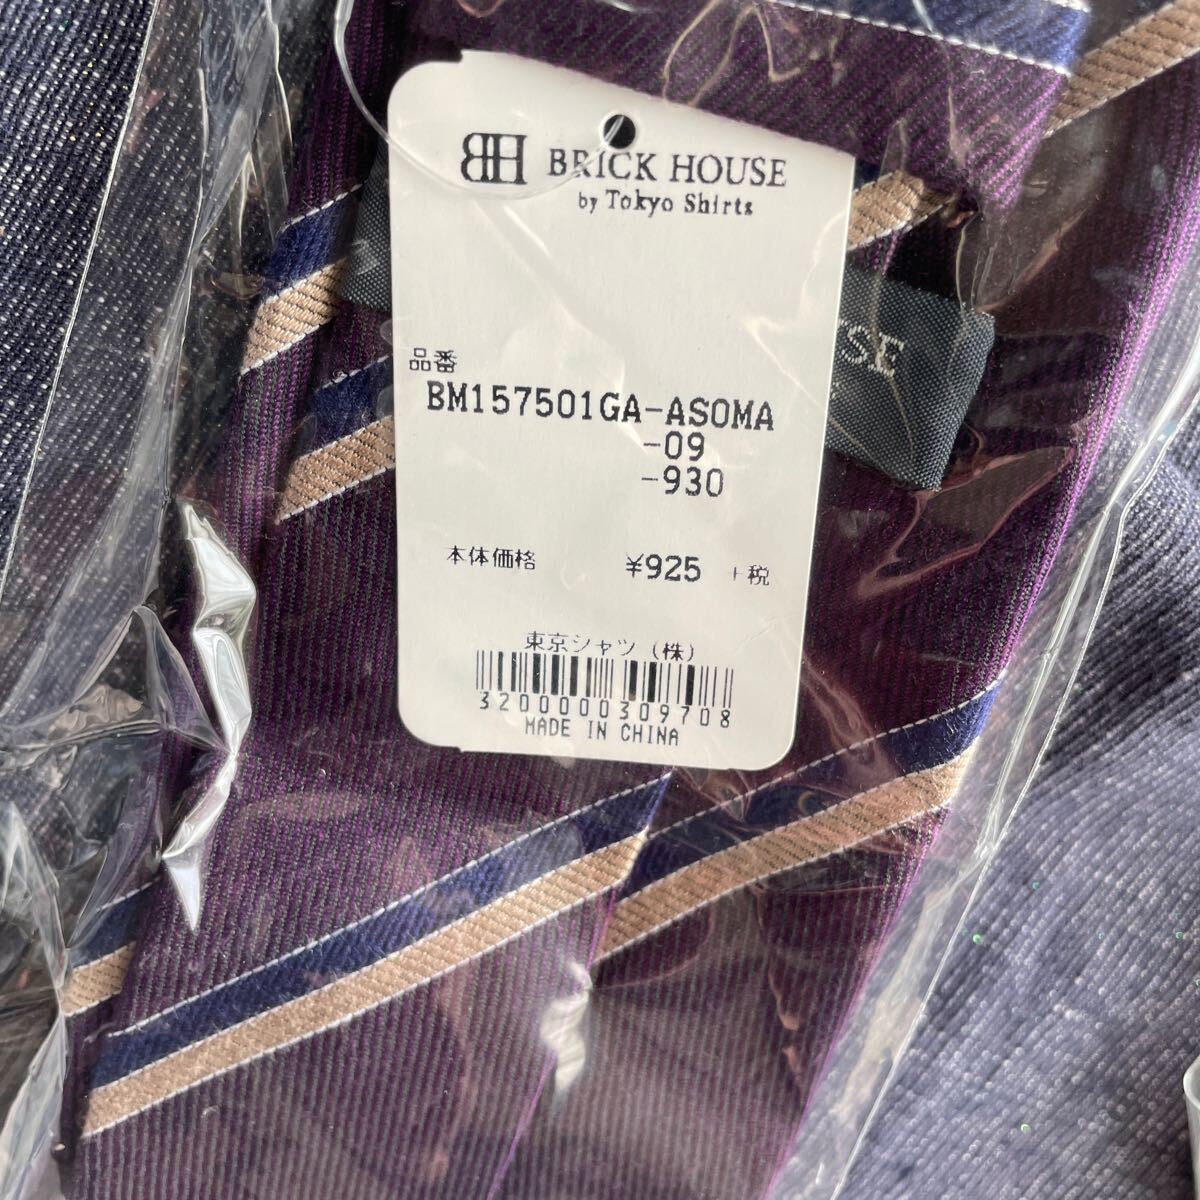 BH BRICK HOUSE
by Tokyo Shirts
品番
BM157501GA-ASOMA
-09
-930
本体価格 ¥925 +税
東京シャツ(株)
3200000309708
MADE IN CHINA
USE